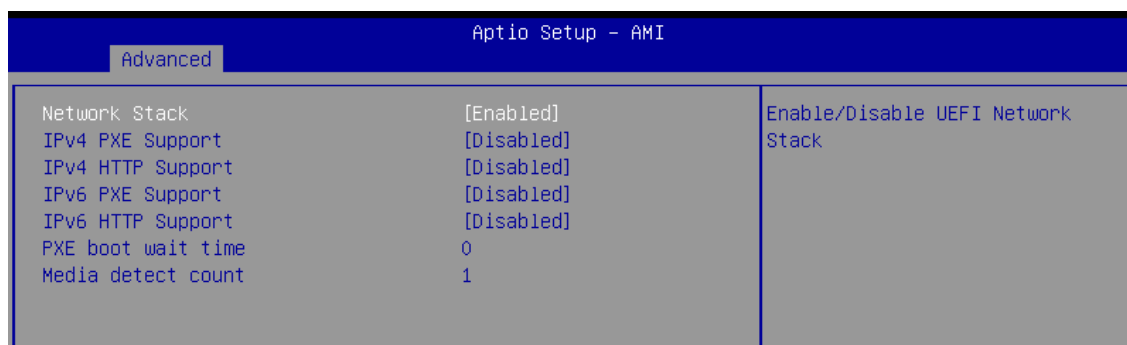 Aptio Setup – AMI
Advanced
Network Stack [Enabled]
IPv4 PXE Support [Disabled]
IPv4 HTTP Support [Disabled]
IPv6 PXE Support [Disabled]
IPv6 HTTP Support [Disabled]
PXE boot wait time 0
Media detect count 1
Enable/Disable UEFI Network
Stack